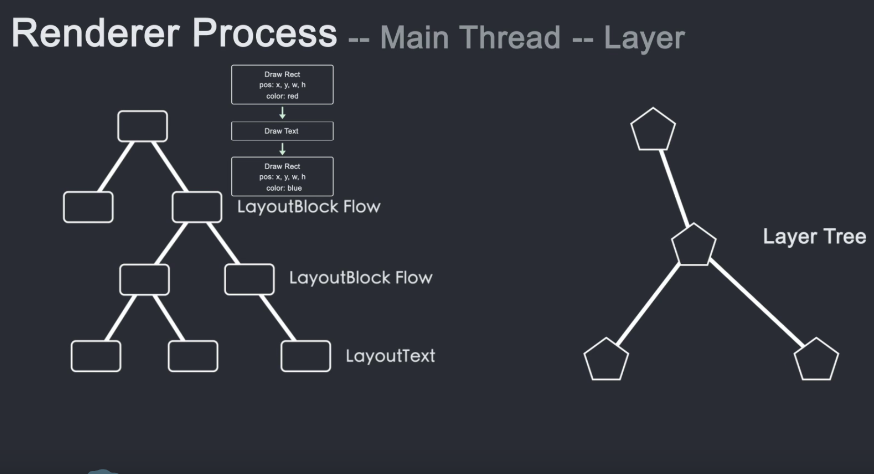 Renderer Process -- Main Thread -- Layer
Draw Rect
pos: x, y, w, h
color: red
Draw Text
Draw Rect
pos: x, y, w, h
color: blue
LayoutBlock Flow
Layer Tree
LayoutBlock Flow
LayoutText